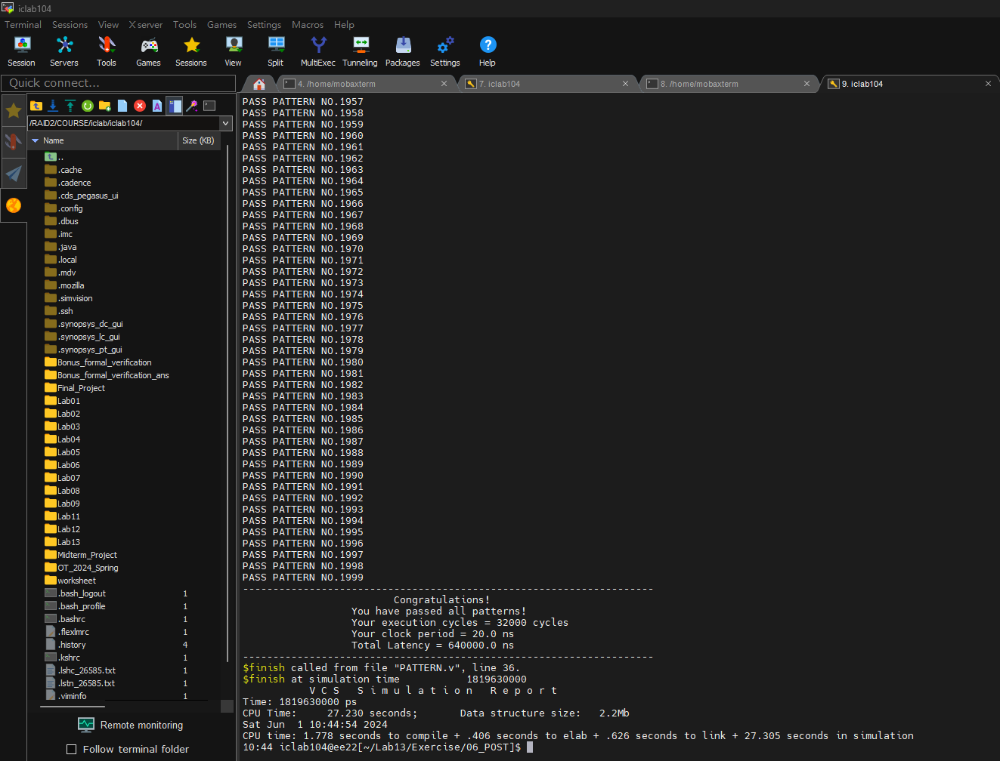 iclab104
Terminal Sessions View X server Tools Games Settings Macros Help
Session Servers Tools Games Sessions View Split MultiExec Tunneling Packages Settings Help
Quick connect...
4. /home/mobaxterm
7. iclab104
8. /home/mobaxterm
9. iclab104
/RAID2/COURSE/iclab/iclab104/
Name Size (KB)
..
.cache
.cadence
.cds_pegasus_ui
.config
.dbus
.imc
.java
.local
.mdv
.mozilla
.simvision
.ssh
.synopsys_dc_gui
.synopsys_lc_gui
.synopsys_pt_gui
Bonus_formal_verification
Bonus_formal_verification_ans
Final_Project
Lab01
Lab02
Lab03
Lab04
Lab05
Lab06
Lab07
Lab08
Lab09
Lab11
Lab12
Lab13
Midterm_Project
OT_2024_Spring
worksheet
.bash_logout 1
.bash_profile 1
.bashrc 1
.flexlmrc 1
.history 4
.kshrc 1
.lshc_26585.txt 1
.lstn_26585.txt 1
.viminfo 1
Remote monitoring
Follow terminal folder
PASS PATTERN NO.1957
PASS PATTERN NO.1958
PASS PATTERN NO.1959
PASS PATTERN NO.1960
PASS PATTERN NO.1961
PASS PATTERN NO.1962
PASS PATTERN NO.1963
PASS PATTERN NO.1964
PASS PATTERN NO.1965
PASS PATTERN NO.1966
PASS PATTERN NO.1967
PASS PATTERN NO.1968
PASS PATTERN NO.1969
PASS PATTERN NO.1970
PASS PATTERN NO.1971
PASS PATTERN NO.1972
PASS PATTERN NO.1973
PASS PATTERN NO.1974
PASS PATTERN NO.1975
PASS PATTERN NO.1976
PASS PATTERN NO.1977
PASS PATTERN NO.1978
PASS PATTERN NO.1979
PASS PATTERN NO.1980
PASS PATTERN NO.1981
PASS PATTERN NO.1982
PASS PATTERN NO.1983
PASS PATTERN NO.1984
PASS PATTERN NO.1985
PASS PATTERN NO.1986
PASS PATTERN NO.1987
PASS PATTERN NO.1988
PASS PATTERN NO.1989
PASS PATTERN NO.1990
PASS PATTERN NO.1991
PASS PATTERN NO.1992
PASS PATTERN NO.1993
PASS PATTERN NO.1994
PASS PATTERN NO.1995
PASS PATTERN NO.1996
PASS PATTERN NO.1997
PASS PATTERN NO.1998
PASS PATTERN NO.1999
--------------------------------------------------------------------
Congratulations!
You have passed all patterns!
Your execution cycles = 32000 cycles
Your clock period = 20.0 ns
Total Latency = 640000.0 ns
--------------------------------------------------------------------
$finish called from file "PATTERN.v", line 36.
$finish at simulation time 1819630000
V C S S i m u l a t i o n R e p o r t
Time: 1819630000 ps
CPU Time: 27.230 seconds; Data structure size: 2.2Mb
Sat Jun 1 10:44:54 2024
CPU time: 1.778 seconds to compile + .406 seconds to elab + .626 seconds to link + 27.305 seconds in simulation
10:44 iclab104@ee22[~/Lab13/Exercise/06_POST]$